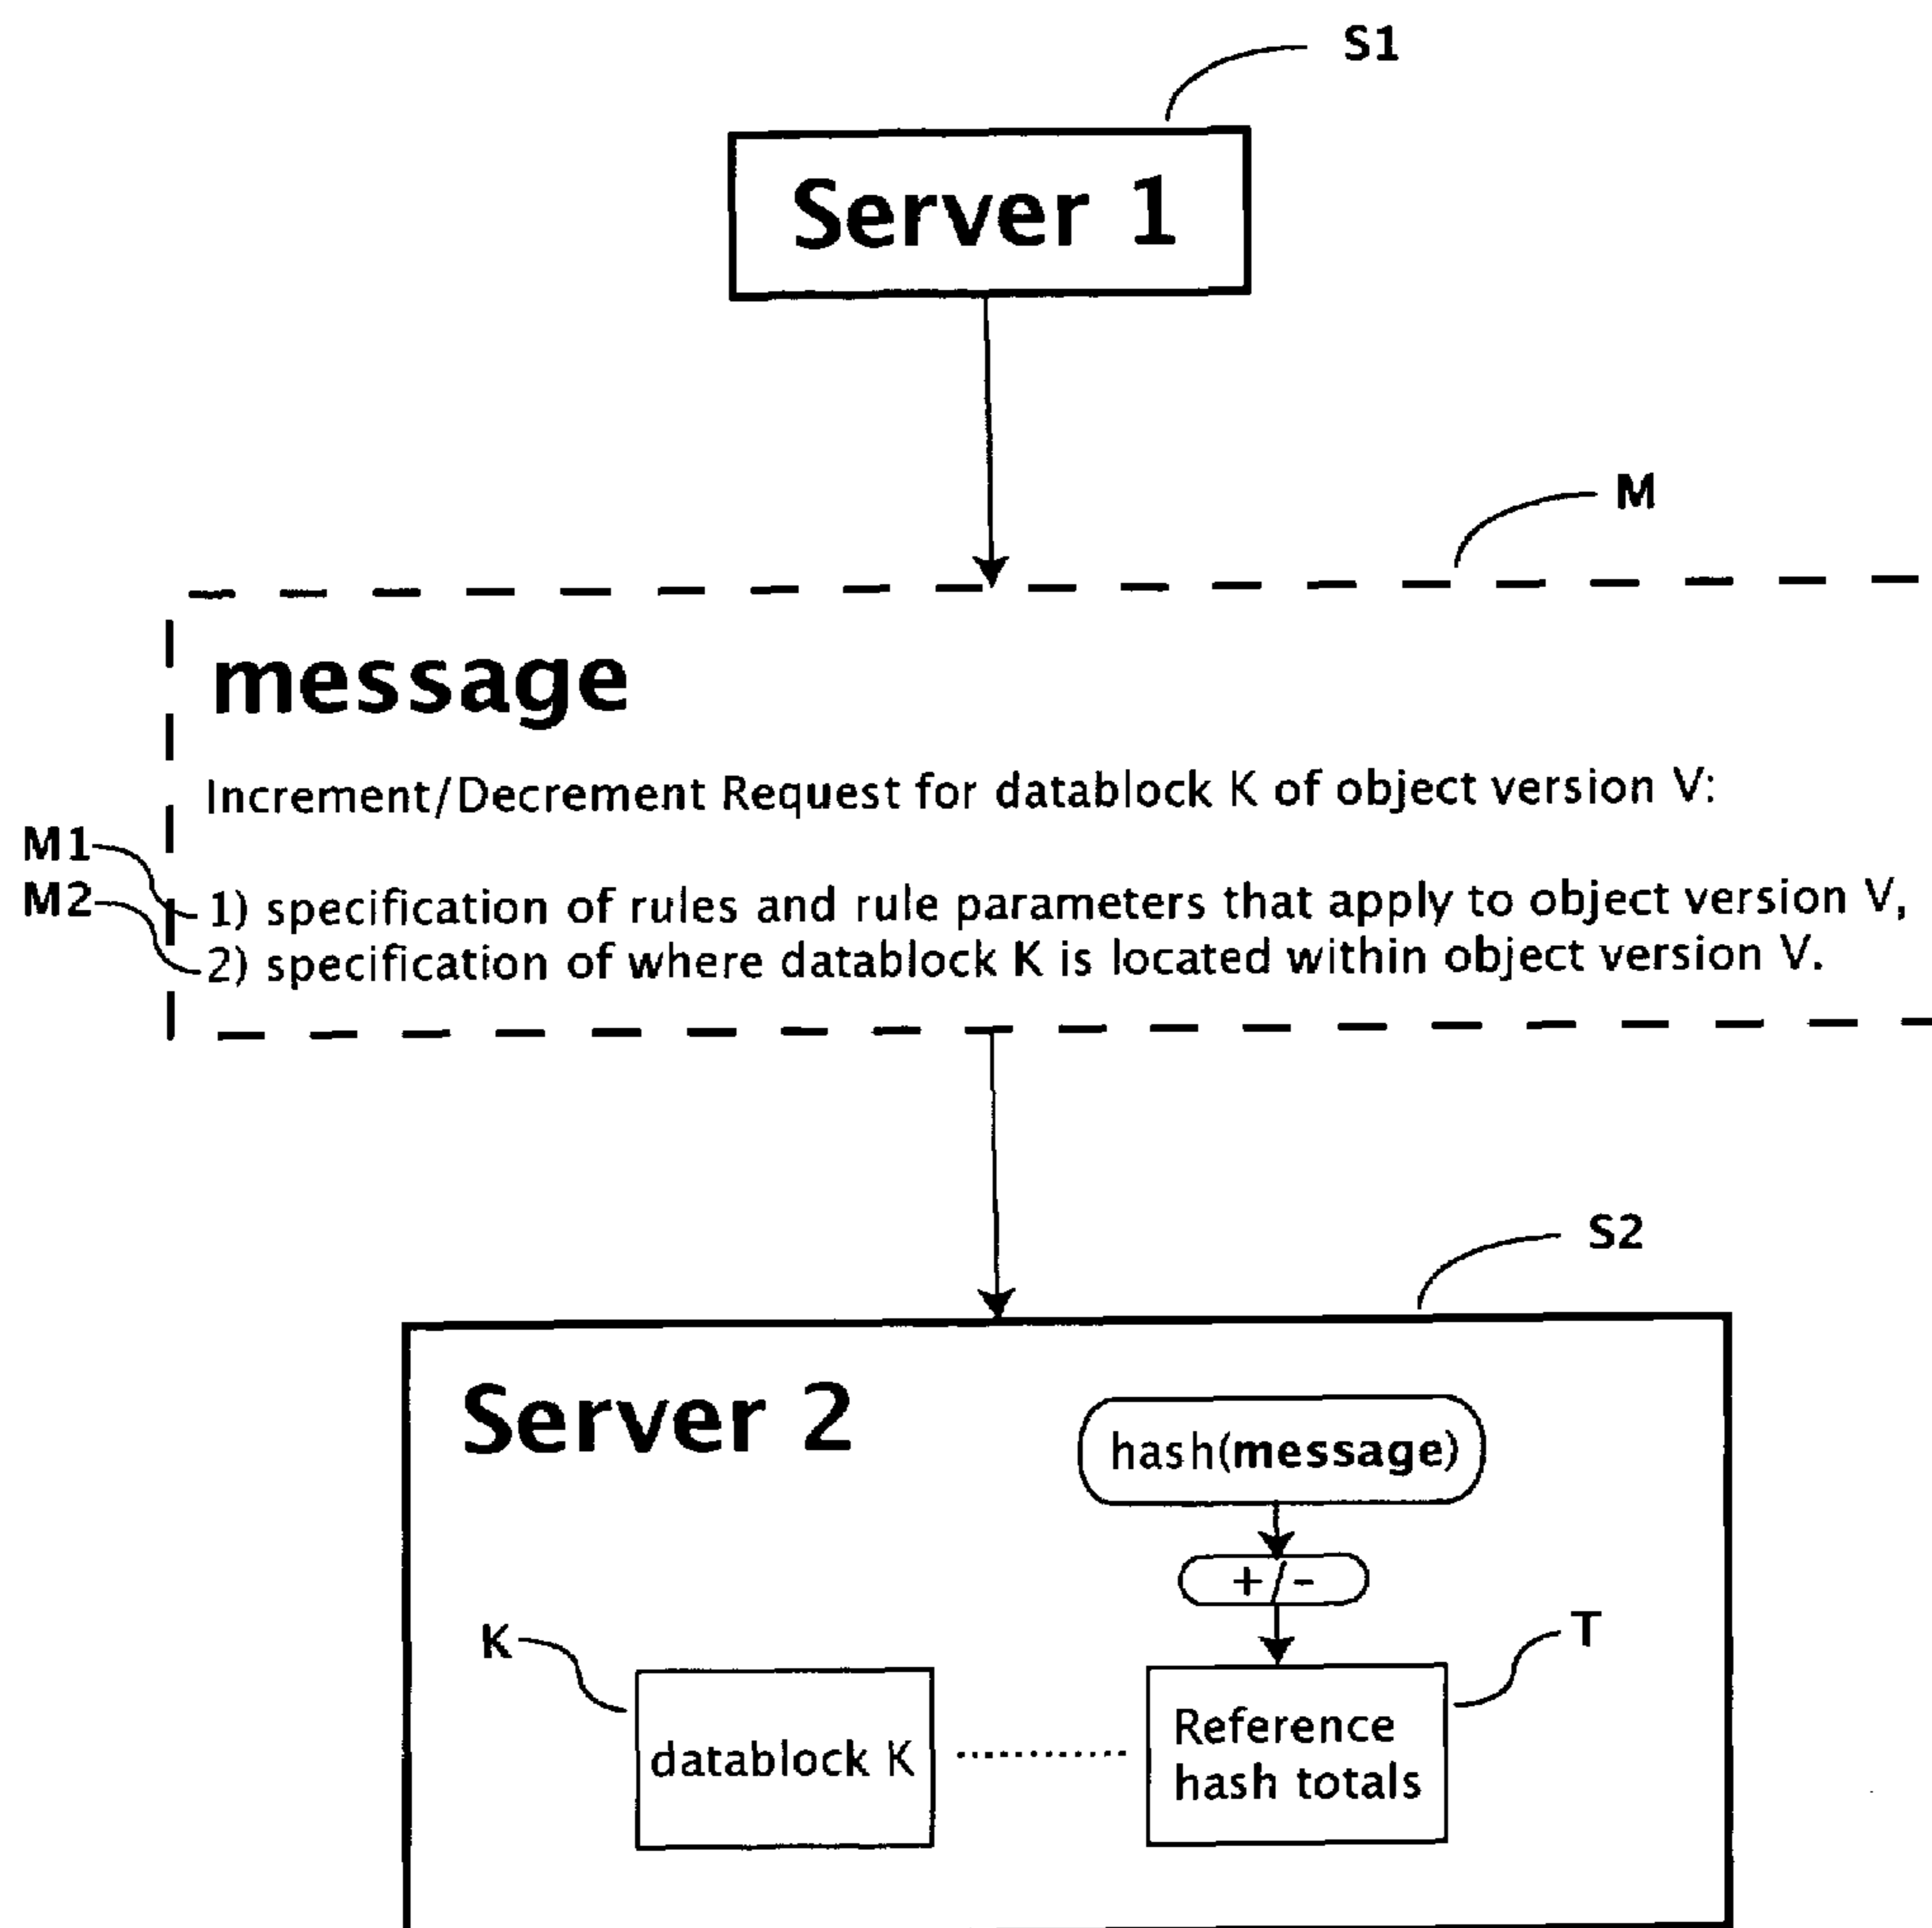 S1
Server 1
M
message
Increment/Decrement Request for datablock K of object version V:
M1
1) specification of rules and rule parameters that apply to object version V,
M2
2) specification of where datablock K is located within object version V.
S2
Server 2
hash(message)
+/-
K
T
datablock K
Reference
hash totals